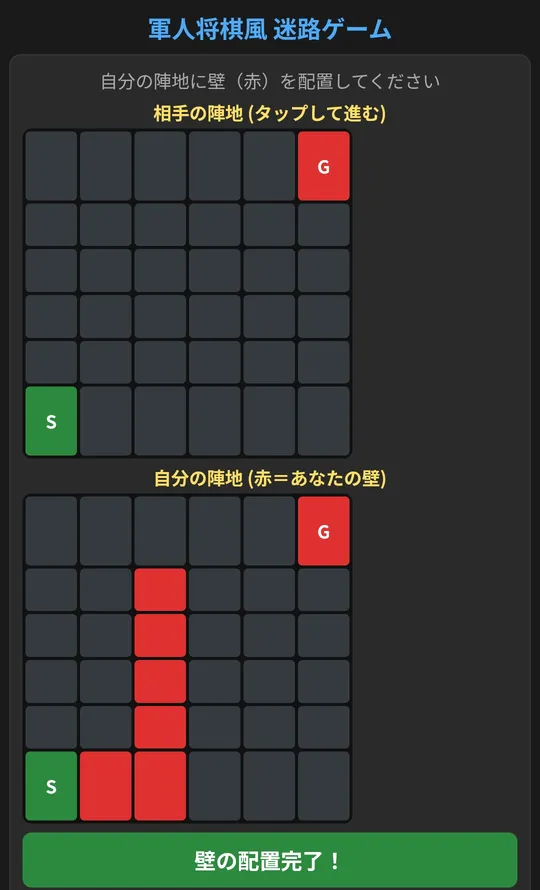 軍人将棋風 迷路ゲーム
自分の陣地に壁（赤）を配置してください
相手の陣地 (タップして進む)
G
S
自分の陣地 (赤＝あなたの壁)
G
S
壁の配置完了！